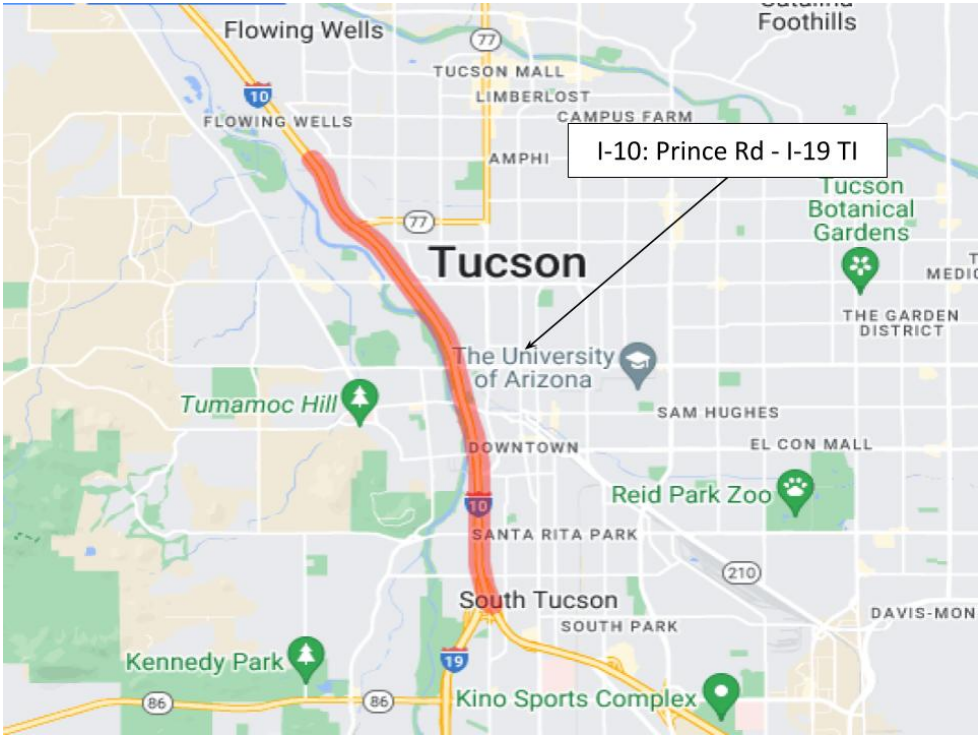 Catalina
Foothills
Flowing Wells
77
TUCSON MALL
10
LIMBERLOST
FLOWING WELLS
CAMPUS FARM
I-10: Prince Rd - I-19 TI
AMPHI
Tucson
Botanical
Gardens
77
Tucson
MEDIC
THE GARDEN
DISTRICT
The University
of Arizona
Tumamoc Hill
SAM HUGHES
DOWNTOWN
EL CON MALL
Reid Park Zoo
10
SANTA RITA PARK
210
South Tucson
DAVIS-MON
SOUTH PARK
Kennedy Park
19
86
86
Kino Sports Complex